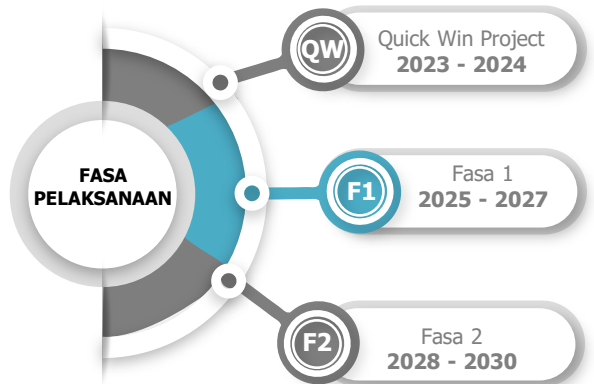 FASA
PELAKSANAAN
QW
Quick Win Project
2023 - 2024
F1
Fasa 1
2025 - 2027
F2
Fasa 2
2028 - 2030